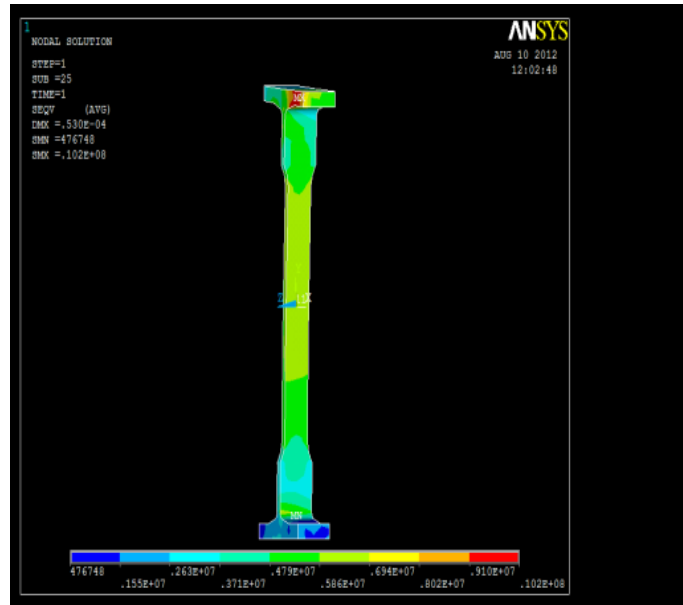 1
NODAL SOLUTION
STEP=1
SUB =25
TIME=1
SEQV (AVG)
DMX =.530E-04
SMN =476748
SMX =.102E+08
ANSYS
AUG 10 2012
12:02:48
MN
476748 .263E+07 .479E+07 .694E+07 .910E+07
.155E+07 .371E+07 .586E+07 .802E+07 .102E+08